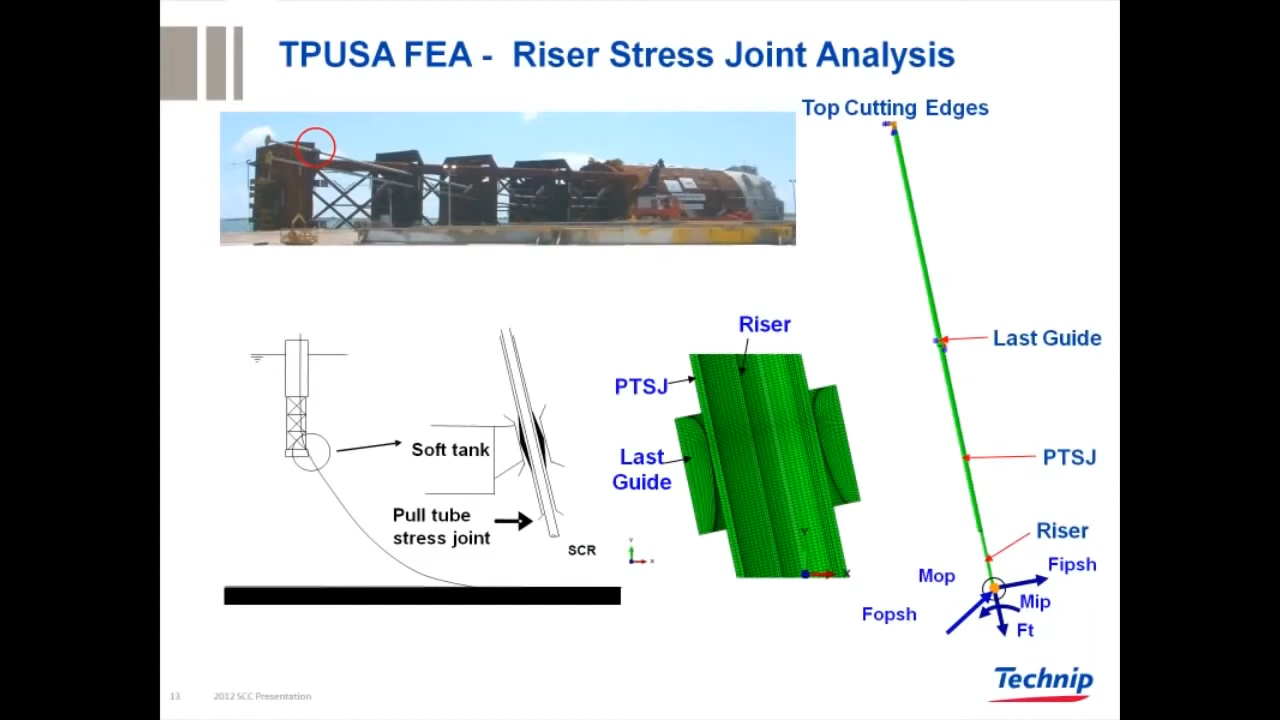 TPUSA FEA - Riser Stress Joint Analysis
Top Cutting Edges
Last Guide
PTSJ
Riser
Fipsh
Mop
Mip
Fopsh
Ft
Riser
PTSJ
Last
Guide
Y
X
Soft tank
Pull tube
stress joint
SCR
Y
X
13
2012 SCC Presentation
Technip